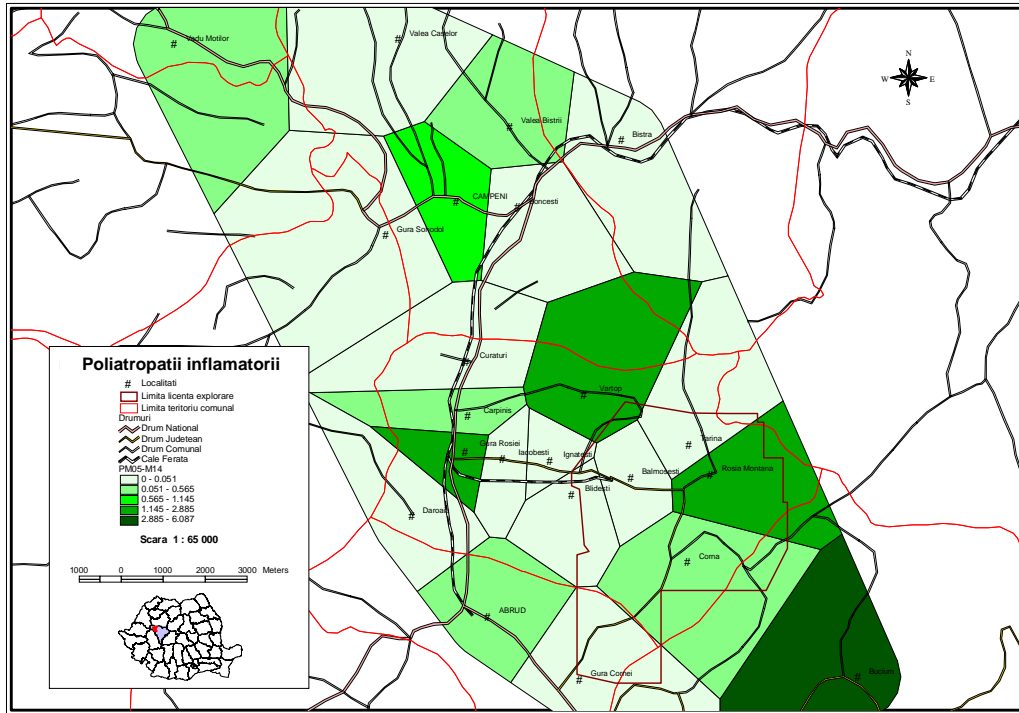 Vadu Motilor
Valea Caselor
N
W E
S
Valea Bistrii
Bistra
CAMPENI
Boncesti
Gura Sohodol
Curaturi
Vartop
Carpinis
Gura Rosiei
Iacobesti
Ignatesti
Tarina
Balmosesti
Rosia Montana
Blidesti
Daroaia
Corna
ABRUD
Gura Cornei
Bucium
Poliatropatii inflamatorii
# Localitati
Limita licenta explorare
Limita teritoriu comunal
Drumuri
Drum National
Drum Judetean
Drum Comunal
Cale Ferata
PM05-M14
0 - 0.051
0.051 - 0.565
0.565 - 1.145
1.145 - 2.885
2.885 - 6.087
Scara 1 : 65 000
1000 0 1000 2000 3000 Meters